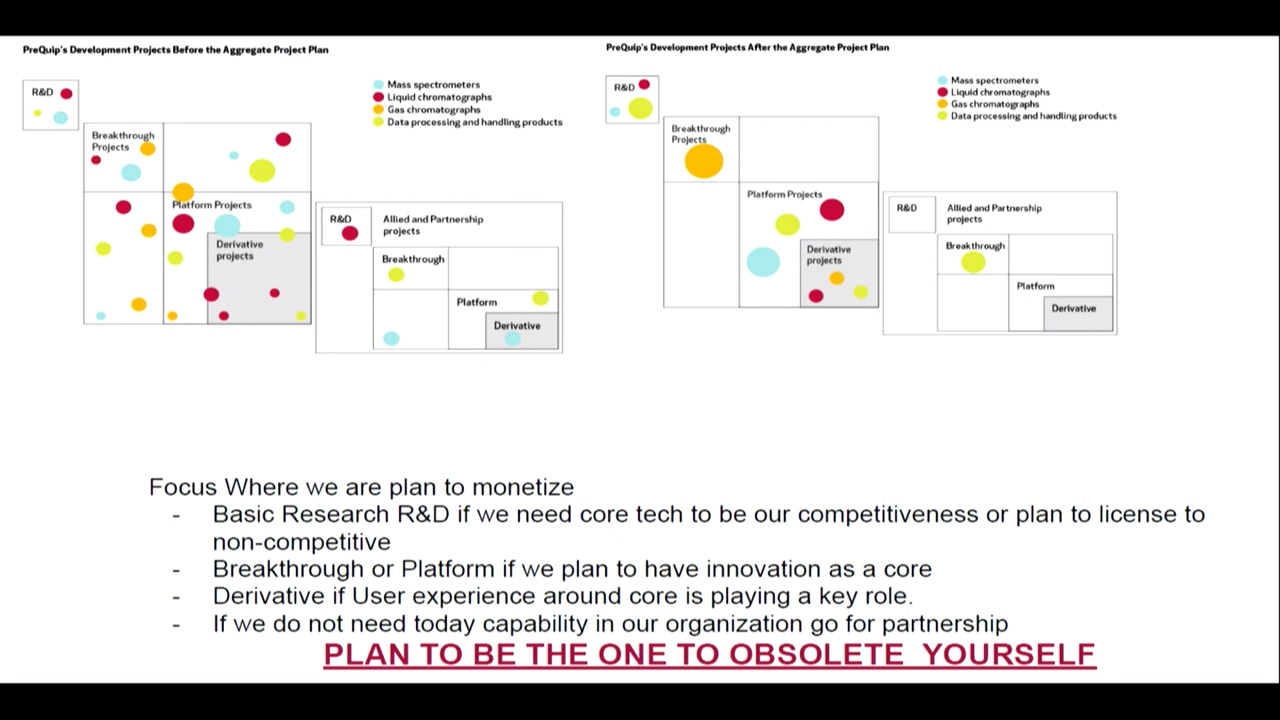 PreQuip's Development Projects Before the Aggregate Project Plan
R&D
Mass spectrometers
Liquid chromatographs
Gas chromatographs
Data processing and handling products
Breakthrough
Projects
Platform Projects
Derivative
projects
R&D
Allied and Partnership
projects
Breakthrough
Platform
Derivative
PreQuip's Development Projects After the Aggregate Project Plan
R&D
Mass spectrometers
Liquid chromatographs
Gas chromatographs
Data processing and handling products
Breakthrough
Projects
Platform Projects
Derivative
projects
R&D
Allied and Partnership
projects
Breakthrough
Platform
Derivative
Focus Where we are plan to monetize
- Basic Research R&D if we need core tech to be our competitiveness or plan to license to
non-competitive
- Breakthrough or Platform if we plan to have innovation as a core
- Derivative if User experience around core is playing a key role.
- If we do not need today capability in our organization go for partnership
PLAN TO BE THE ONE TO OBSOLETE YOURSELF